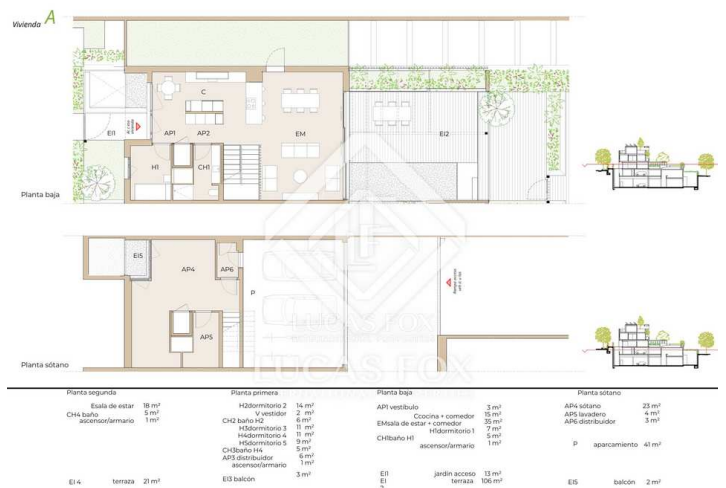 Vivienda A
C
EI1
AP1
AP2
EM
EI2
H1
CH1
Planta baja
EI5
AP4
AP6
P
AP5
Planta sótano
LUCAS FOX
LUCAS FOX
Planta segunda
Esala de estar 18 m²
CH4 baño 5 m²
ascensor/armario 1 m²
EI 4 terraza 21 m²
Planta primera
H2dormitorio 2 14 m²
V vestidor 2 m²
CH2 baño H2 6 m²
H3dormitorio 3 11 m²
H4dormitorio 4 11 m²
H5dormitorio 5 9 m²
CH3baño H4 5 m²
AP3 distribuidor 6 m²
ascensor/armario 1 m²
EI3 balcón 3 m²
Planta baja
AP1 vestíbulo 3 m²
Ccocina + comedor 15 m²
EMsala de estar + comedor 35 m²
H1dormitorio 1 7 m²
CH1baño H1 5 m²
ascensor/armario 1 m²
EI1 jardín acceso 13 m²
EI terraza 106 m²
2
Planta sótano
AP4 sótano 23 m²
AP5 lavadero 4 m²
AP6 distribuidor 3 m²
P aparcamiento 41 m²
EI5 balcón 2 m²